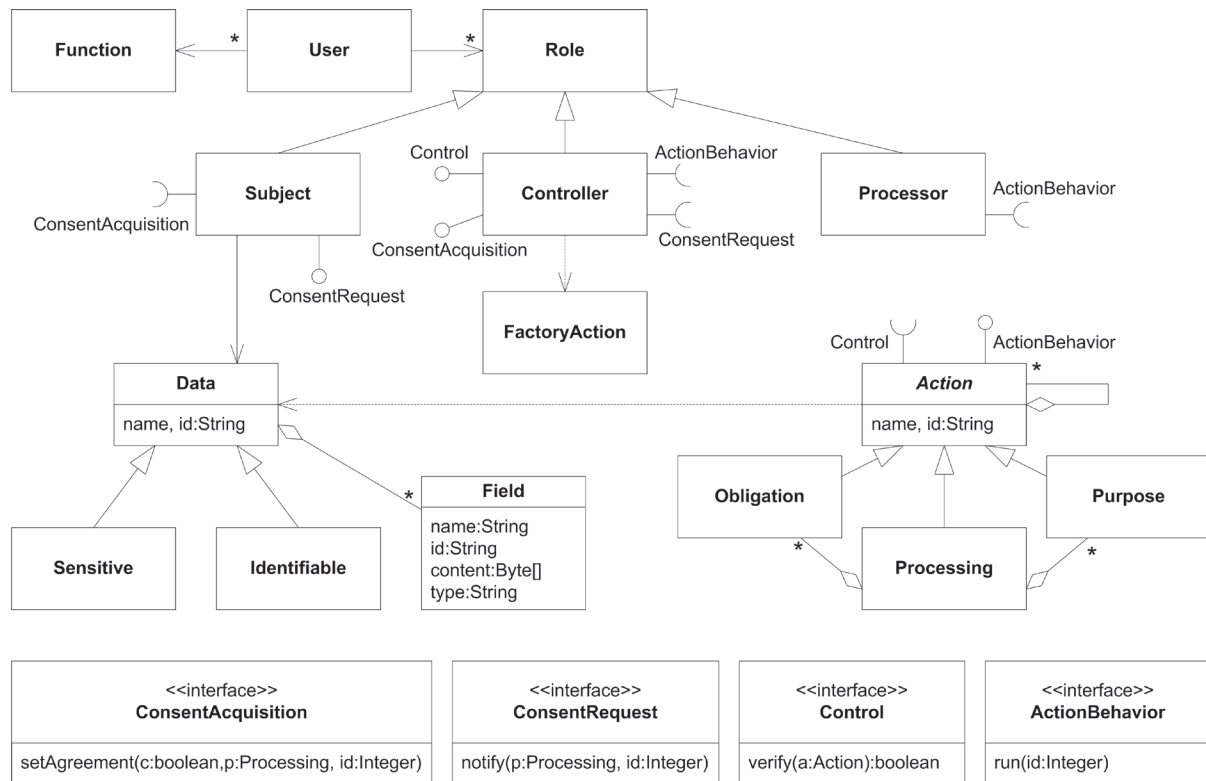 Function
*
User
*
Role
Control
ActionBehavior
Subject
Controller
Processor
ActionBehavior
ConsentAcquisition
ConsentAcquisition
ConsentRequest
ConsentRequest
FactoryAction
Control
ActionBehavior
Data
name, id:String
*
Action
name, id:String
*
Field
name:String
id:String
content:Byte[]
type:String
Obligation
Purpose
Sensitive
Identifiable
*
Processing
*
<<interface>>
ConsentAcquisition
setAgreement(c:boolean,p:Processing, id:Integer)
<<interface>>
ConsentRequest
notify(p:Processing, id:Integer)
<<interface>>
Control
verify(a:Action):boolean
<<interface>>
ActionBehavior
run(id:Integer)